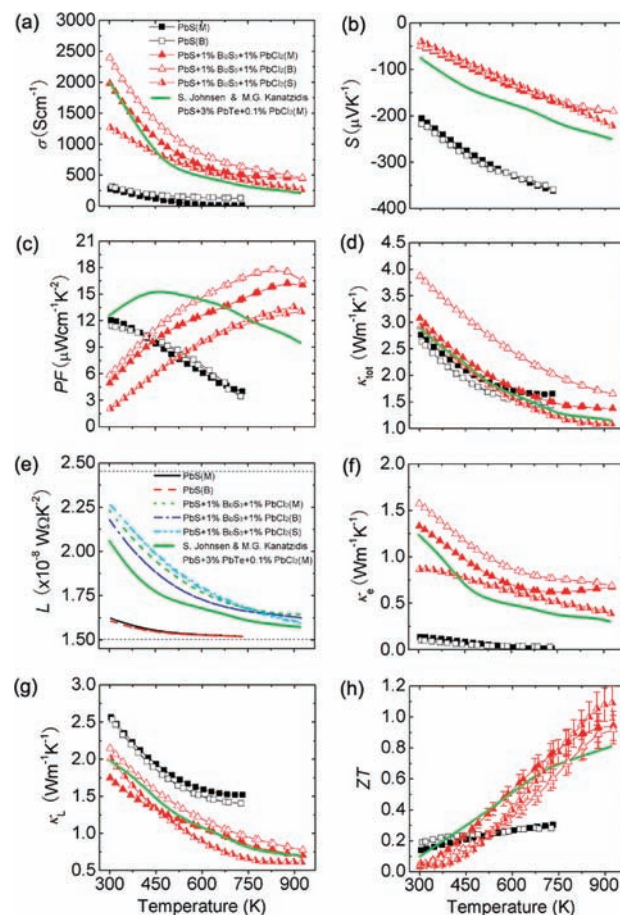 (a)
3000
2500
2000
1500
1000
500
0
σ (Scm⁻¹)
PbS(M)
PbS(B)
PbS+1% Bi₂S₃+1% PbCl₂(M)
PbS+1% Bi₂S₃+1% PbCl₂(B)
PbS+1% Bi₂S₃+1% PbCl₂(S)
S. Johnsen & M.G. Kanatzidis
PbS+3% PbTe+0.1% PbCl₂(M)
(b)
0
-100
-200
-300
-400
S (μVK⁻¹)
(c)
21
18
15
12
9
6
3
0
PF (μWcm⁻¹K⁻²)
(d)
4.5
4.0
3.5
3.0
2.5
2.0
1.5
1.0
κtot (Wm⁻¹K⁻¹)
(e)
2.50
2.25
2.00
1.75
1.50
L (x10⁻⁸ WΩK⁻²)
PbS(M)
PbS(B)
PbS+1% Bi₂S₃+1% PbCl₂(M)
PbS+1% Bi₂S₃+1% PbCl₂(B)
PbS+1% Bi₂S₃+1% PbCl₂(S)
S. Johnsen & M.G. Kanatzidis
PbS+3% PbTe+0.1% PbCl₂(M)
(f)
2.0
1.5
1.0
0.5
0.0
κe (Wm⁻¹K⁻¹)
(g)
3.0
2.5
2.0
1.5
1.0
0.5
κL (Wm⁻¹K⁻¹)
300 450 600 750 900
Temperature (K)
(h)
1.2
1.0
0.8
0.6
0.4
0.2
0.0
ZT
300 450 600 750 900
Temperature (K)